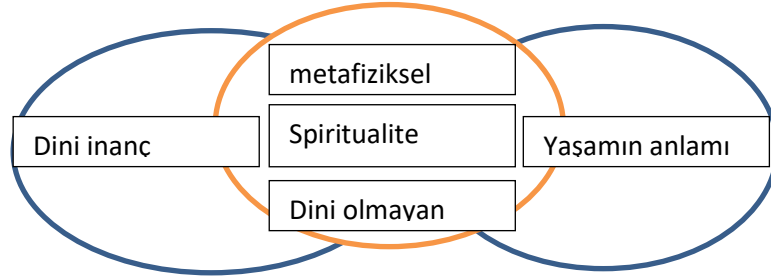 metafiziksel
Dini inanç
Spiritualite
Yaşamın anlamı
Dini olmayan